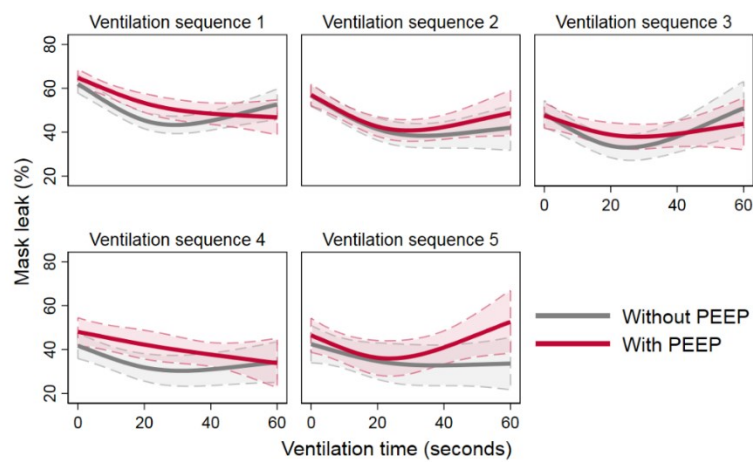 Ventilation sequence 1
Ventilation sequence 2
Ventilation sequence 3
80
60
40
20
0
20
40
60
Ventilation sequence 4
Ventilation sequence 5
80
60
40
20
0
20
40
60
0
20
40
60
Mask leak (%)
Ventilation time (seconds)
Without PEEP
With PEEP